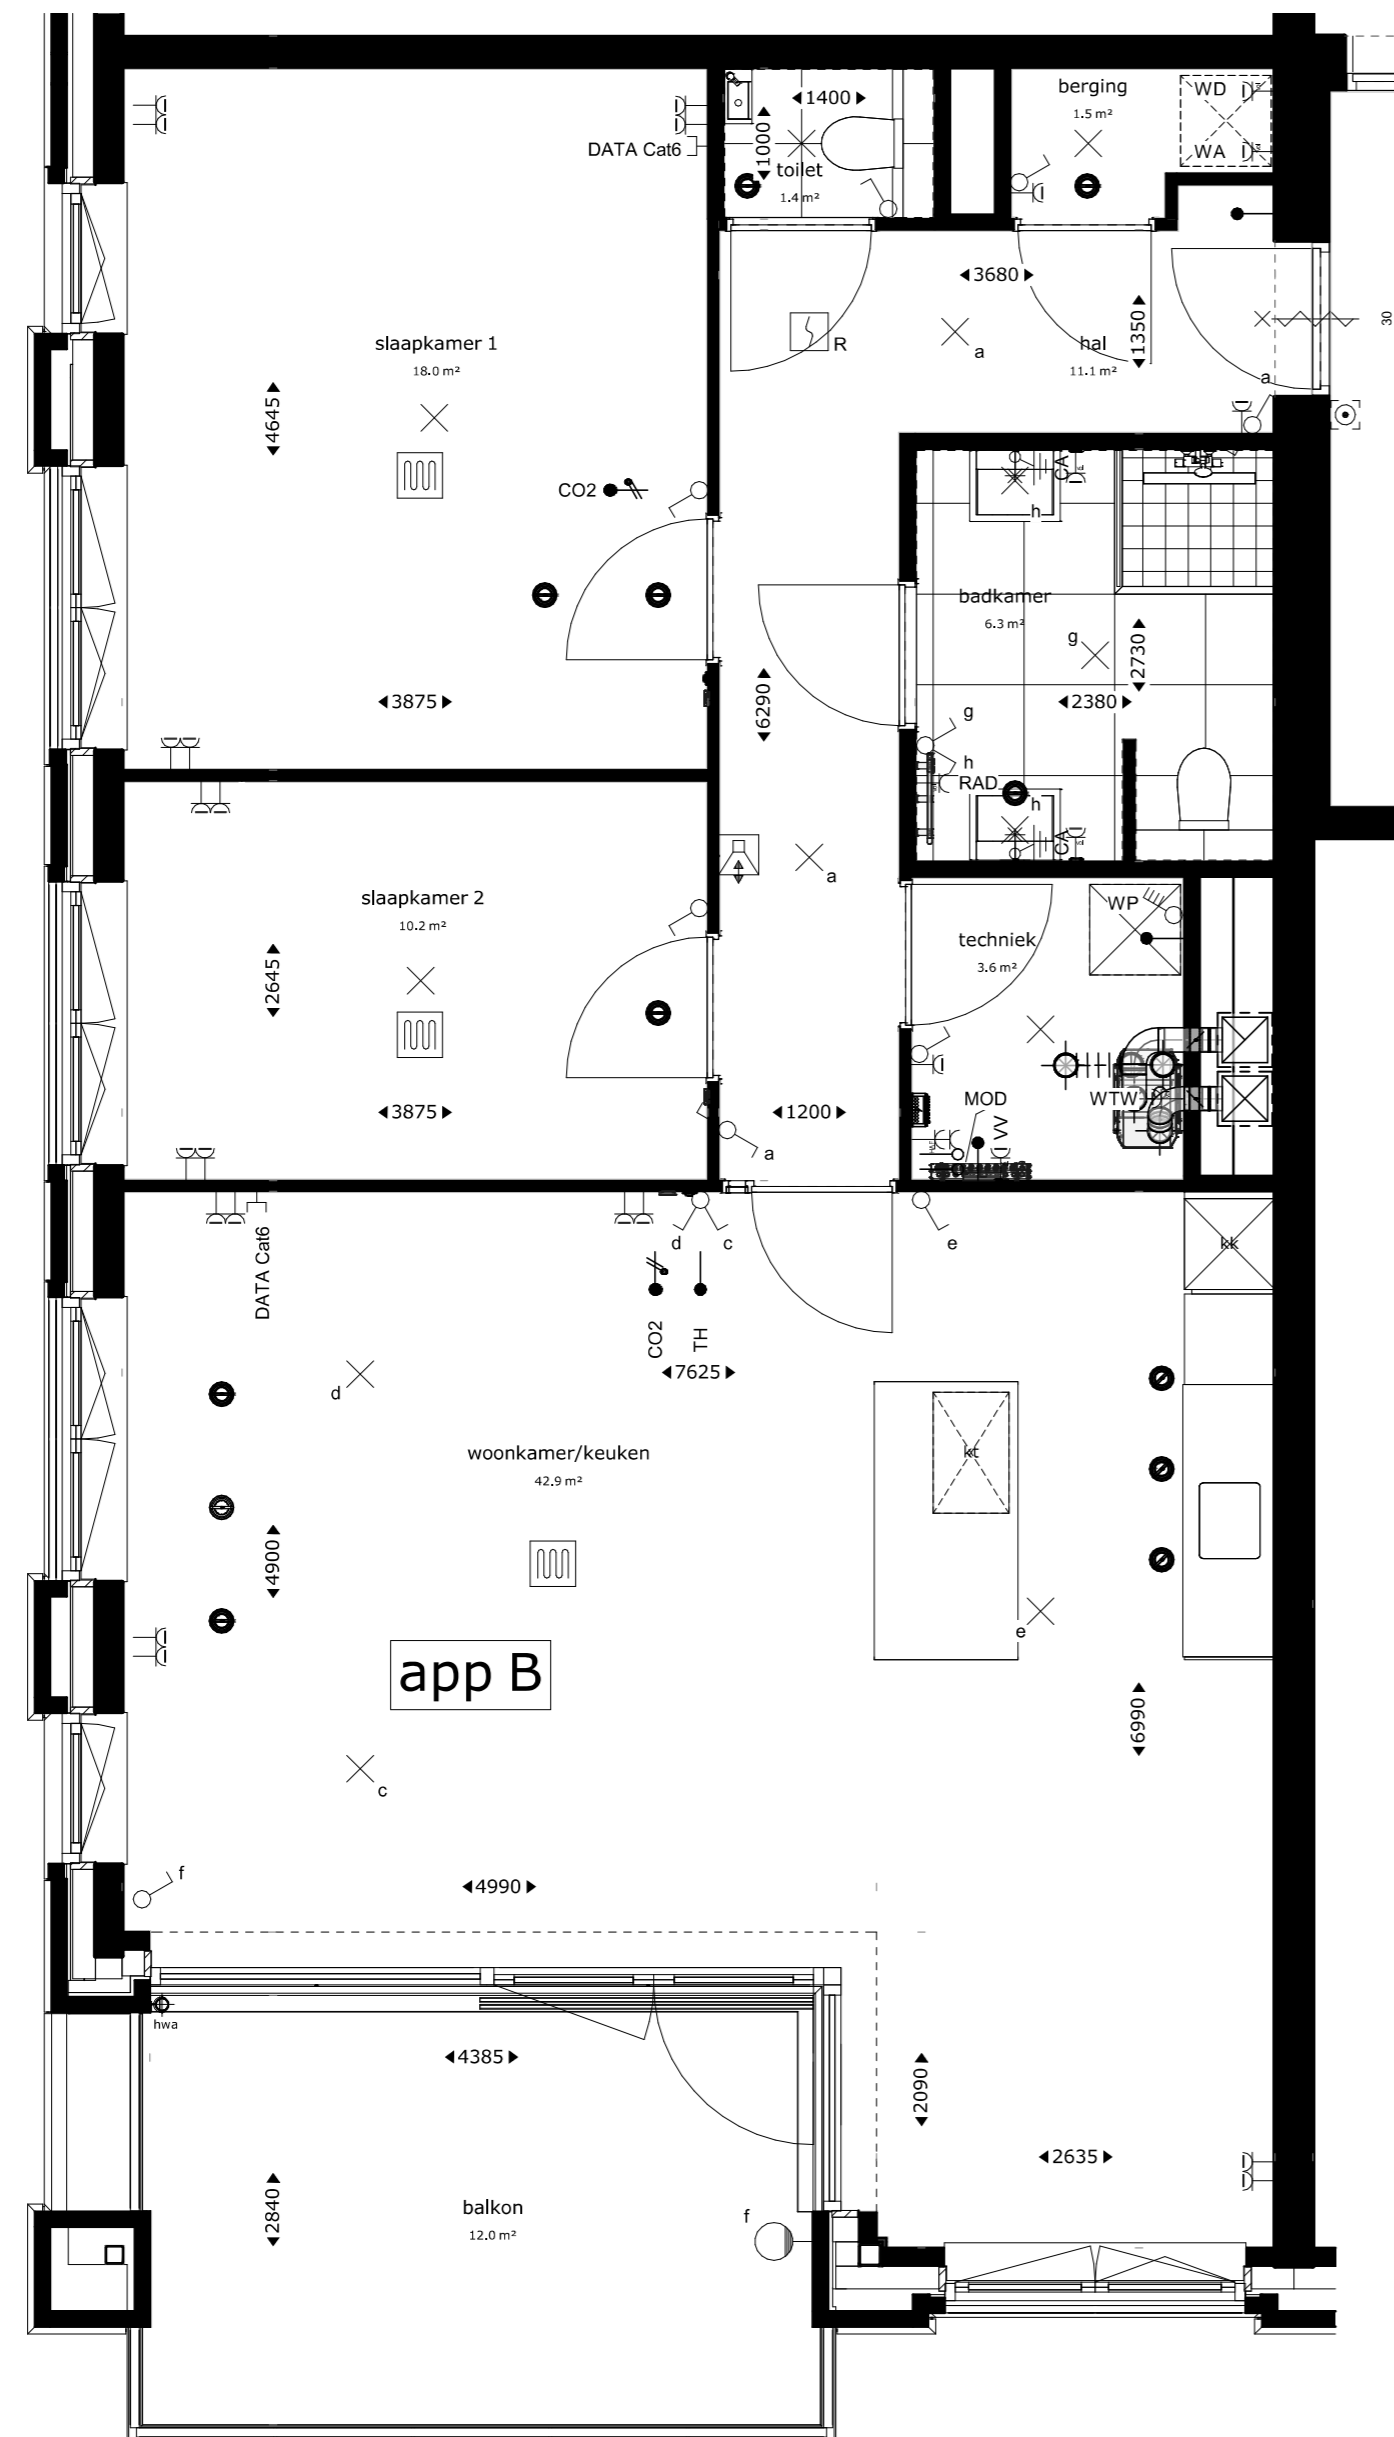 1400
berging
1.5 m²
WD
WA
DATA Cat6
1000
toilet
1.4 m²
3680
1350
30
R
a
hal
11.1 m²
a
slaapkamer 1
18.0 m²
4645
CO2
CA
h
badkamer
6.3 m²
g
2730
3875
6290
2380
g
h
RAD
h
CA
a
slaapkamer 2
10.2 m²
WP
techniek
3.6 m²
2645
3875
1200
MOD
VV
WTW
a
DATA Cat6
d
c
e
kk
CO2
TH
7625
d
kt
woonkamer/keuken
42.9 m²
4900
e
app B
6990
c
f
4990
hwa
4385
2090
2635
2840
balkon
12.0 m²
f